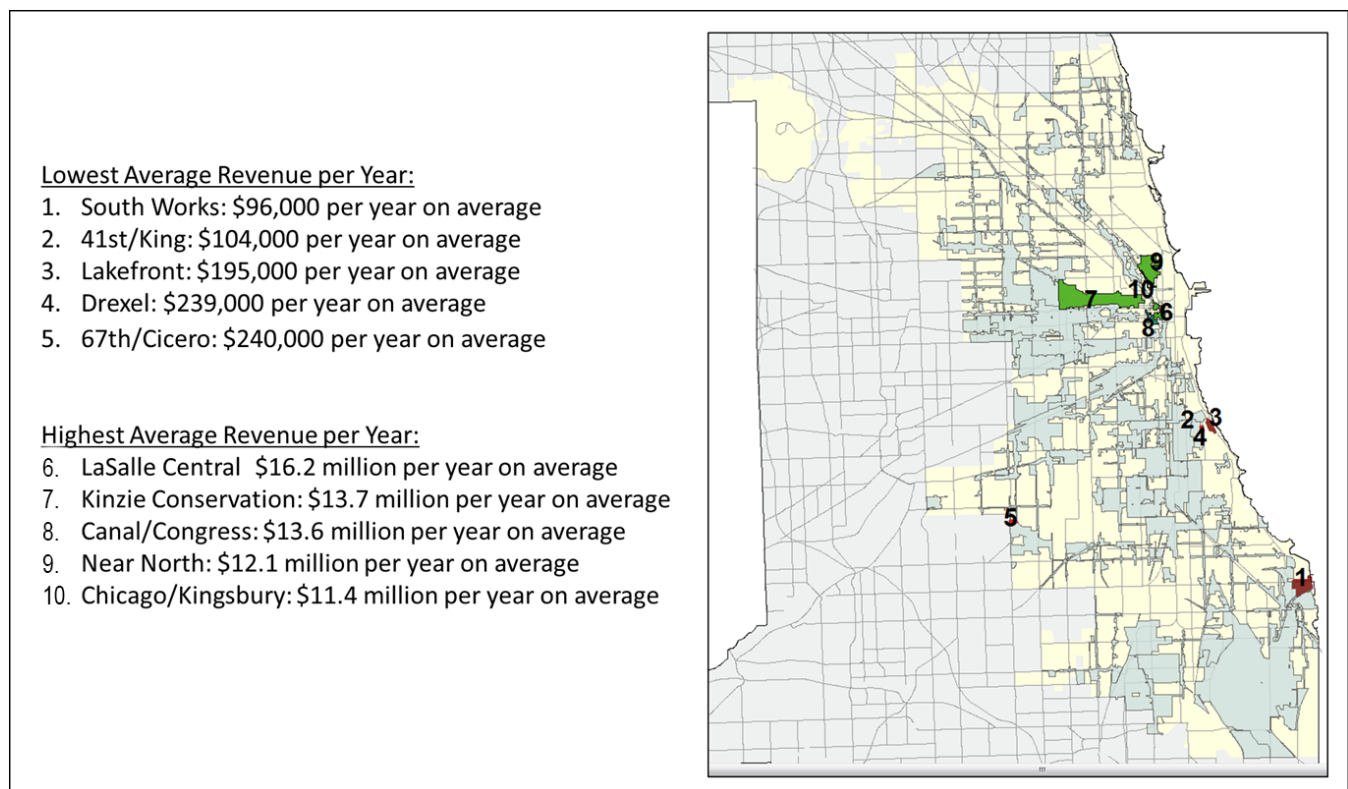 Lowest Average Revenue per Year:
1. South Works: $96,000 per year on average
2. 41st/King: $104,000 per year on average
3. Lakefront: $195,000 per year on average
4. Drexel: $239,000 per year on average
5. 67th/Cicero: $240,000 per year on average
Highest Average Revenue per Year:
6. LaSalle Central $16.2 million per year on average
7. Kinzie Conservation: $13.7 million per year on average
8. Canal/Congress: $13.6 million per year on average
9. Near North: $12.1 million per year on average
10. Chicago/Kingsbury: $11.4 million per year on average
9
10
7
6
8
2
3
4
5
1